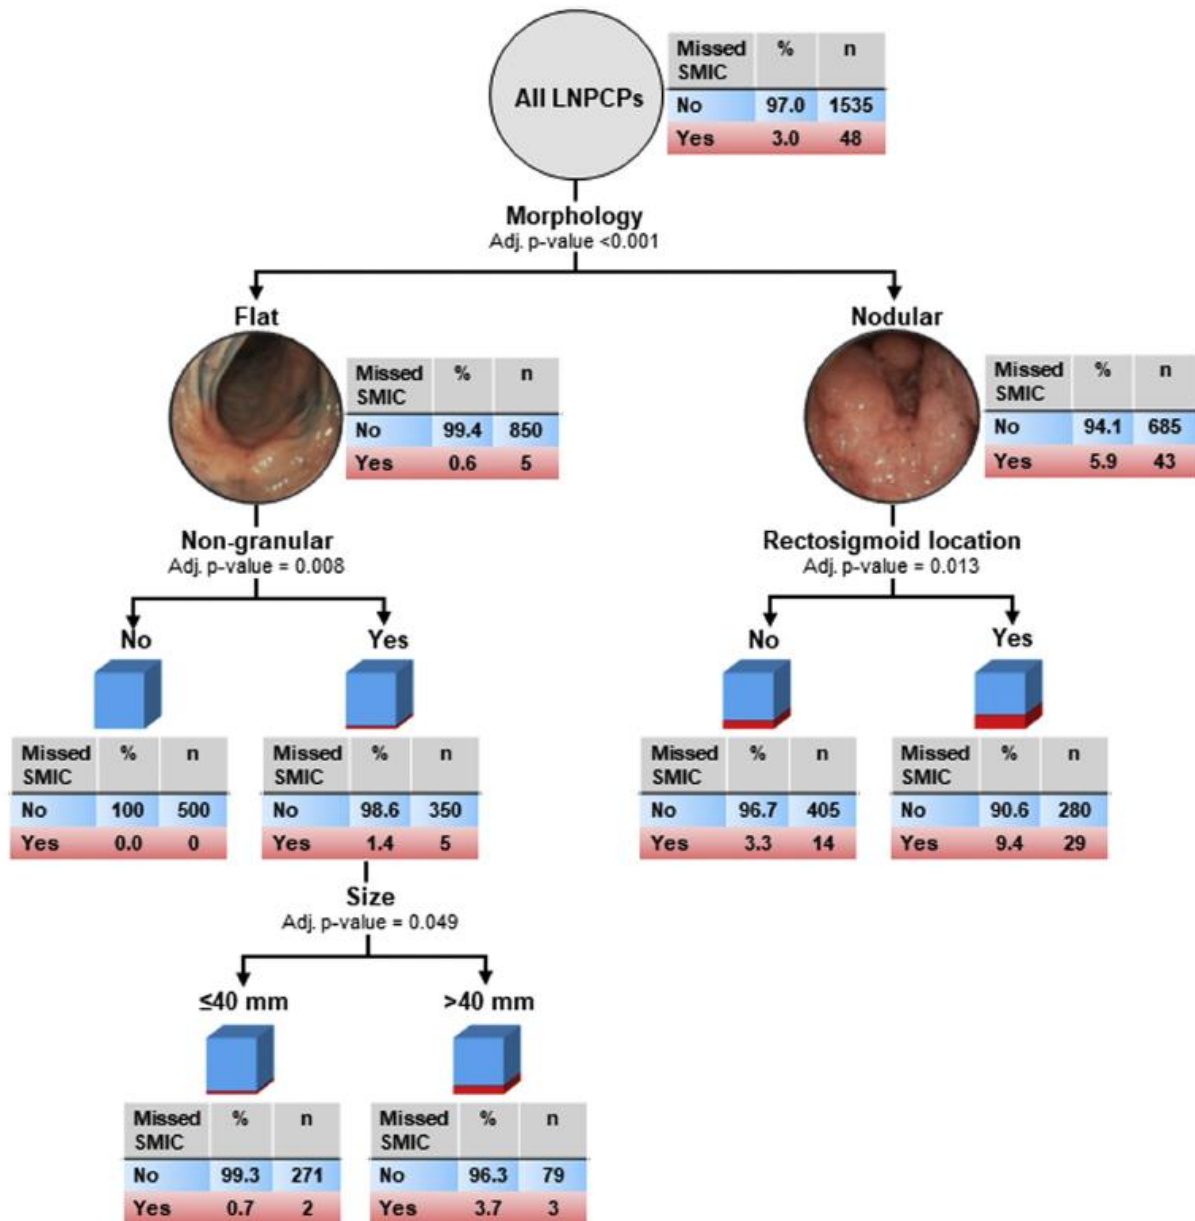 All LNPCPs
Missed SMIC % n
No 97.0 1535
Yes 3.0 48
Morphology
Adj. p-value <0.001
Flat
Missed SMIC % n
No 99.4 850
Yes 0.6 5
Nodular
Missed SMIC % n
No 94.1 685
Yes 5.9 43
Non-granular
Adj. p-value = 0.008
Rectosigmoid location
Adj. p-value = 0.013
No
Missed SMIC % n
No 100 500
Yes 0.0 0
Yes
Missed SMIC % n
No 98.6 350
Yes 1.4 5
No
Missed SMIC % n
No 96.7 405
Yes 3.3 14
Yes
Missed SMIC % n
No 90.6 280
Yes 9.4 29
Size
Adj. p-value = 0.049
≤40 mm
Missed SMIC % n
No 99.3 271
Yes 0.7 2
>40 mm
Missed SMIC % n
No 96.3 79
Yes 3.7 3